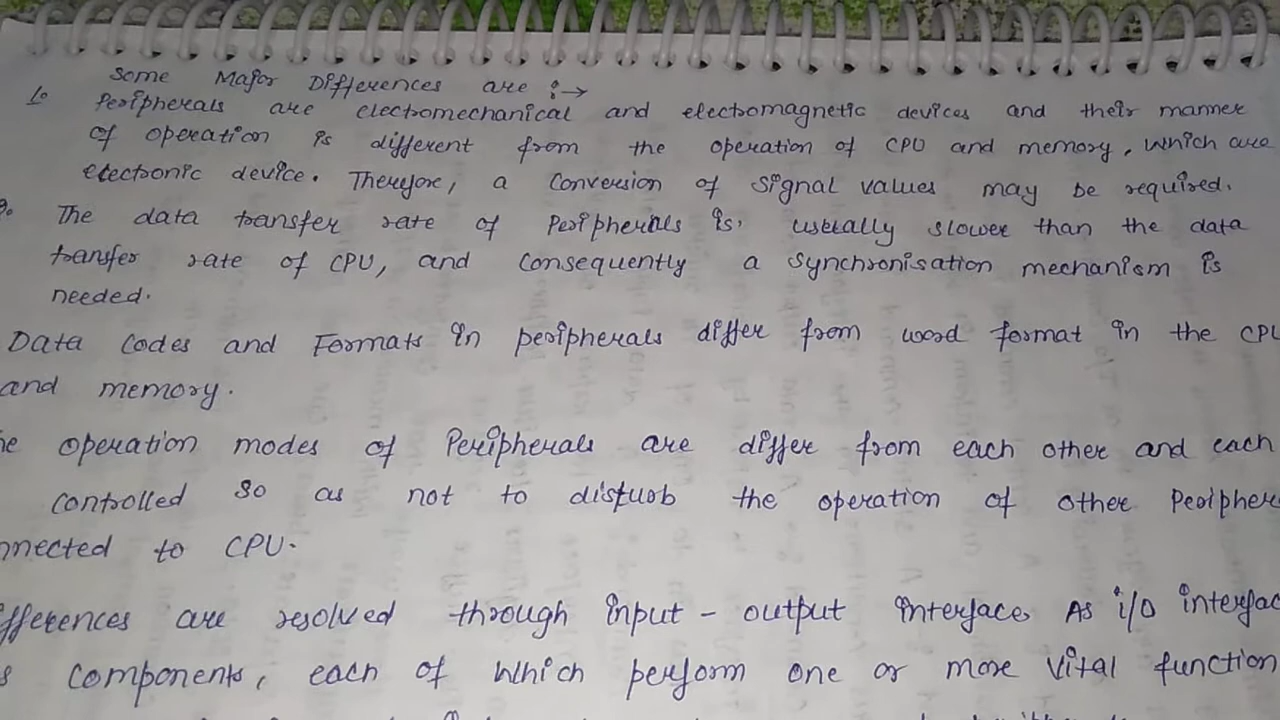 Some Major Differences are :→
1. Peripherals are electromechanical and electromagnetic devices and their manner
of operation is different from the operation of CPU and memory, which are
electronic device. Therefore, a conversion of signal values may be required.
The data transfer rate of Peripherals is, usually slower than the data
transfer rate of CPU, and consequently a synchronisation mechanism is
needed.
Data codes and Formats in peripherals differ from word format in the CPU
and memory.
operation modes of Peripherals are differ from each other and each
controlled so as not to distuob the operation of other Peripher
nnected to CPU.
fferences are resolved through input - output interface. As i/o interfac
components, each of which perform one or more vital function